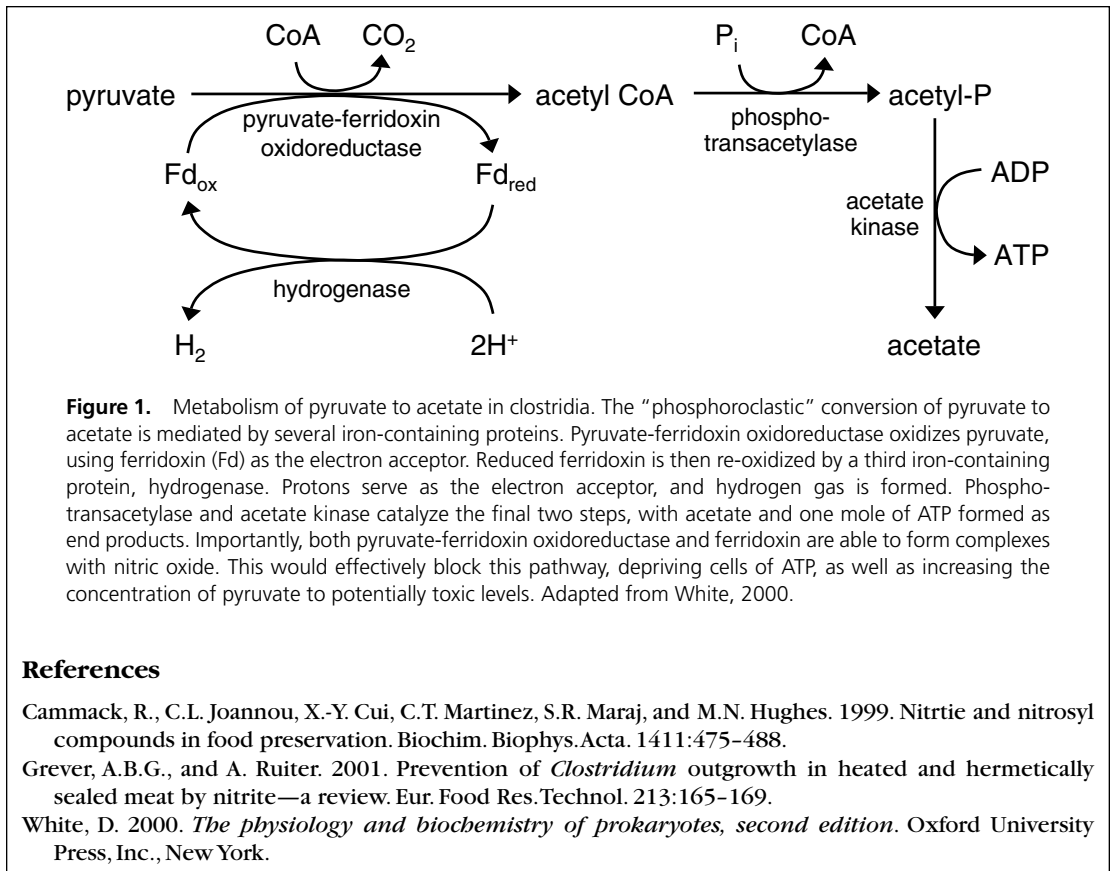 CoA CO2 Pi CoA
pyruvate acetyl CoA acetyl-P
pyruvate-ferridoxin
oxidoreductase
phospho-
transacetylase
Fdox Fdred
ADP
acetate
kinase
ATP
hydrogenase
H2 2H+ acetate
Figure 1. Metabolism of pyruvate to acetate in clostridia. The “phosphoroclastic” conversion of pyruvate to
acetate is mediated by several iron-containing proteins. Pyruvate-ferridoxin oxidoreductase oxidizes pyruvate,
using ferridoxin (Fd) as the electron acceptor. Reduced ferridoxin is then re-oxidized by a third iron-containing
protein, hydrogenase. Protons serve as the electron acceptor, and hydrogen gas is formed. Phospho-
transacetylase and acetate kinase catalyze the final two steps, with acetate and one mole of ATP formed as
end products. Importantly, both pyruvate-ferridoxin oxidoreductase and ferridoxin are able to form complexes
with nitric oxide. This would effectively block this pathway, depriving cells of ATP, as well as increasing the
concentration of pyruvate to potentially toxic levels. Adapted from White, 2000.
References
Cammack, R., C.L. Joannou, X.-Y. Cui, C.T. Martinez, S.R. Maraj, and M.N. Hughes. 1999. Nitrtie and nitrosyl
compounds in food preservation. Biochim. Biophys. Acta. 1411:475–488.
Grever, A.B.G., and A. Ruiter. 2001. Prevention of Clostridium outgrowth in heated and hermetically
sealed meat by nitrite—a review. Eur. Food Res. Technol. 213:165–169.
White, D. 2000. The physiology and biochemistry of prokaryotes, second edition. Oxford University
Press, Inc., New York.